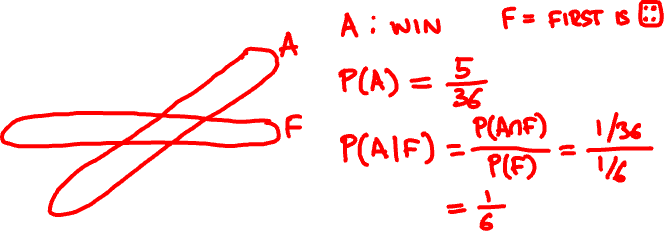 A : WIN F = FIRST IS ⚃
A
P(A) = 5/36
F
P(A|F) = P(A∩F)/P(F) = 1/36/1/6
= 1/6